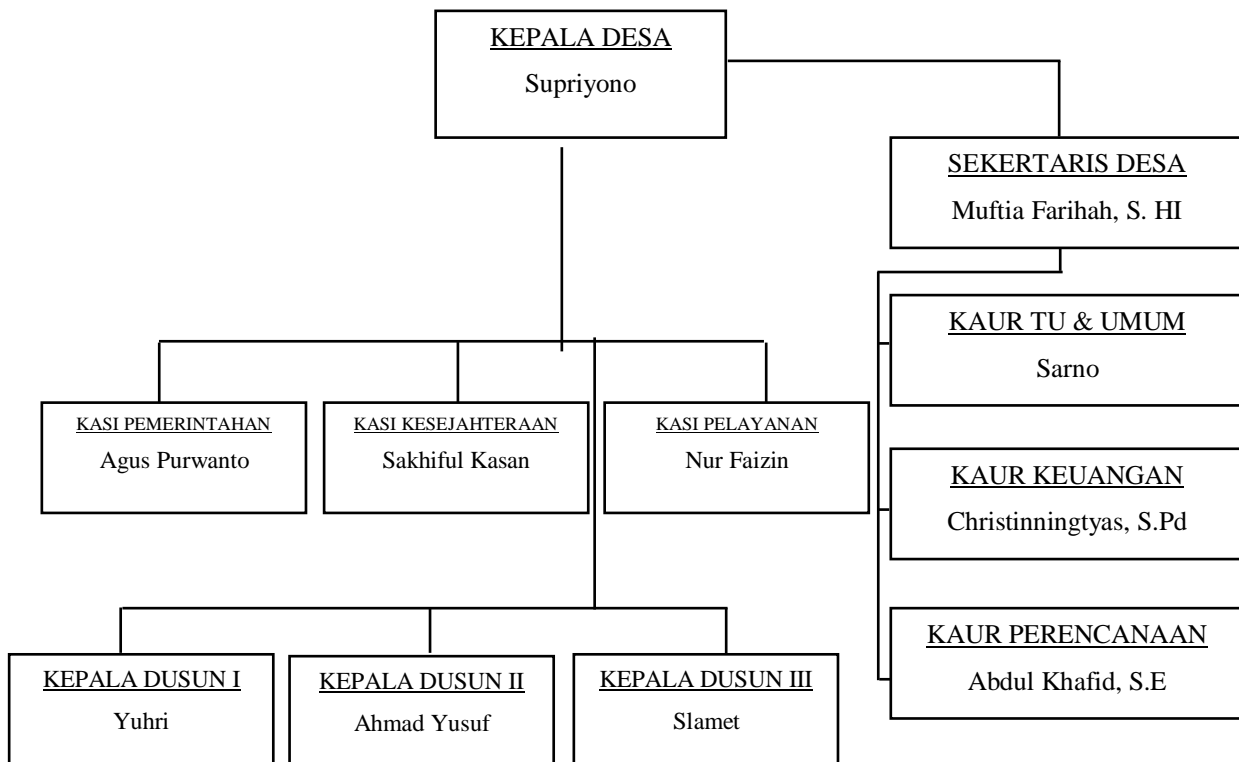 KEPALA DESA
Supriyono
SEKERTARIS DESA
Muftia Farihah, S. HI
KAUR TU & UMUM
Sarno
KASI PEMERINTAHAN
Agus Purwanto
KASI KESEJAHTERAAN
Sakhiful Kasan
KASI PELAYANAN
Nur Faizin
KAUR KEUANGAN
Christinningtyas, S.Pd
KAUR PERENCANAAN
Abdul Khafid, S.E
KEPALA DUSUN I
Yuhri
KEPALA DUSUN II
Ahmad Yusuf
KEPALA DUSUN III
Slamet